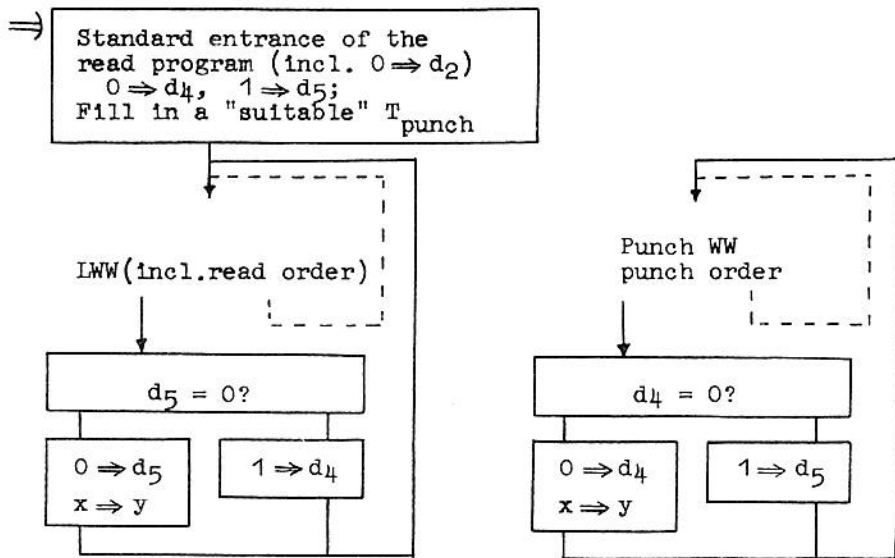 ⇒
Standard entrance of the
read program (incl. 0 ⇒ d₂)
0 ⇒ d₄, 1 ⇒ d₅;
Fill in a "suitable" T_punch
LWW(incl.read order)
d₅ = 0?
0 ⇒ d₅
x ⇒ y
1 ⇒ d₄
Punch WW
punch order
d₄ = 0?
0 ⇒ d₄
x ⇒ y
1 ⇒ d₅